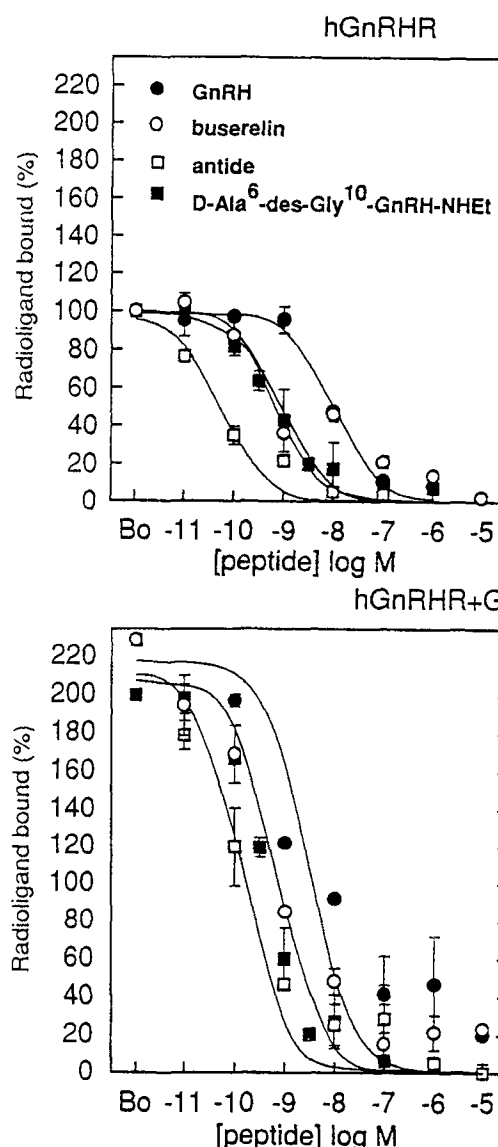 hGnRHR
Radioligand bound (%)
220
200
180
160
140
120
100
80
60
40
20
0
GnRH
buserelin
antide
D-Ala6-des-Gly10-GnRH-NHEt
Bo -11 -10 -9 -8 -7 -6 -5
[peptide] log M
hGnRHR+G
Radioligand bound (%)
220
200
180
160
140
120
100
80
60
40
20
0
Bo -11 -10 -9 -8 -7 -6 -5
[peptide] log M